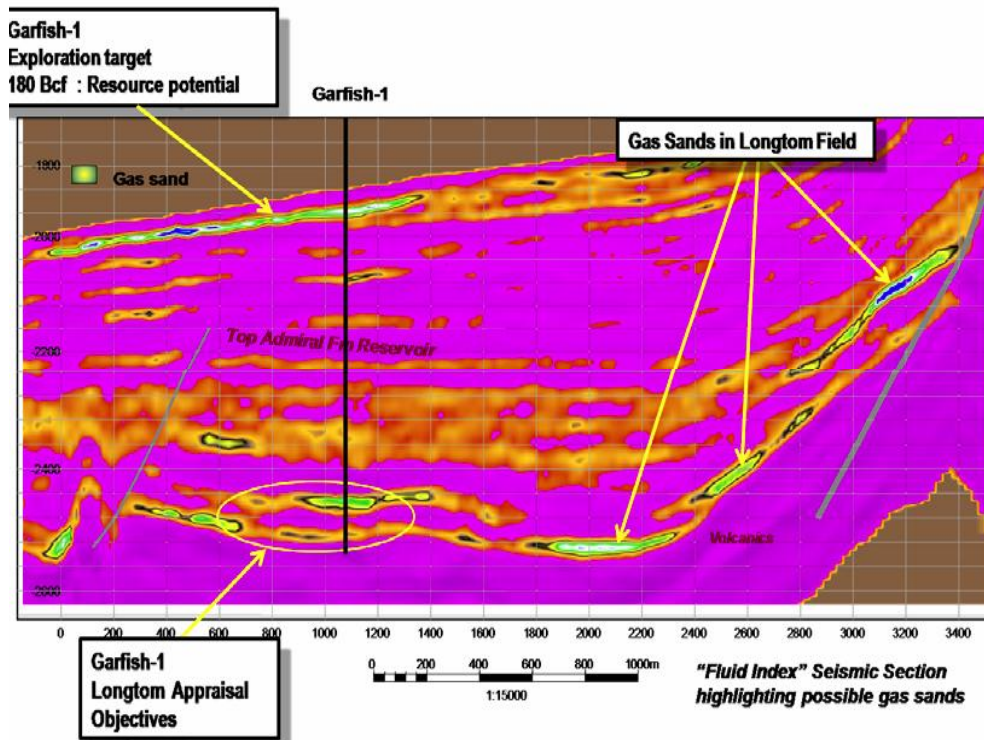 Garfish-1
Exploration target
180 Bcf : Resource potential
Garfish-1
Gas Sands in Longtom Field
-1800
Gas sand
-2000
Top Admiral Fm Reservoir
-2200
-2400
Volcanics
0 200 400 600 800 1000 1200 1400 1600 1800 2000 2200 2400 2600 2800 3000 3200 3400
Garfish-1
Longtom Appraisal
Objectives
0 200 400 600 800 1000m
1:15000
“Fluid Index” Seismic Section
highlighting possible gas sands